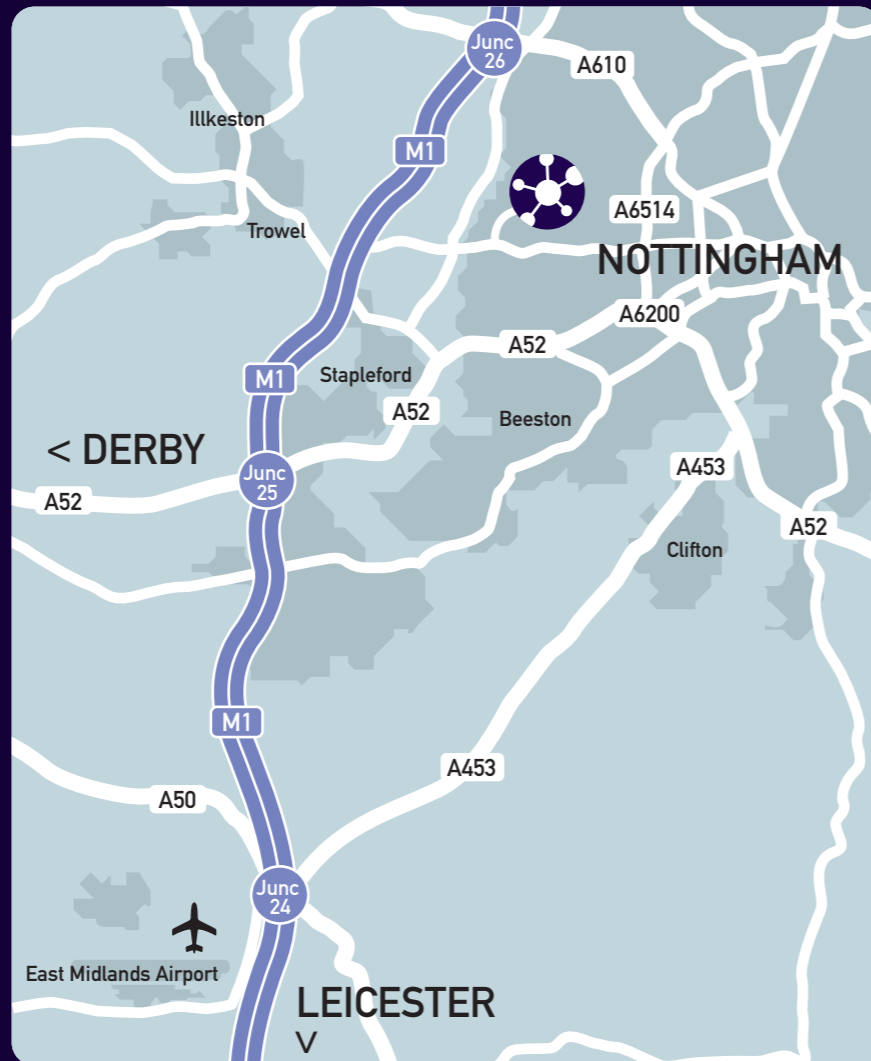 Junc
26
A610
Illkeston
M1
A6514
Trowel
NOTTINGHAM
A6200
A52
M1
Stapleford
A52
Beeston
< DERBY
Junc
25
A453
A52
A52
Clifton
M1
A453
A50
Junc
24
East Midlands Airport
LEICESTER
V